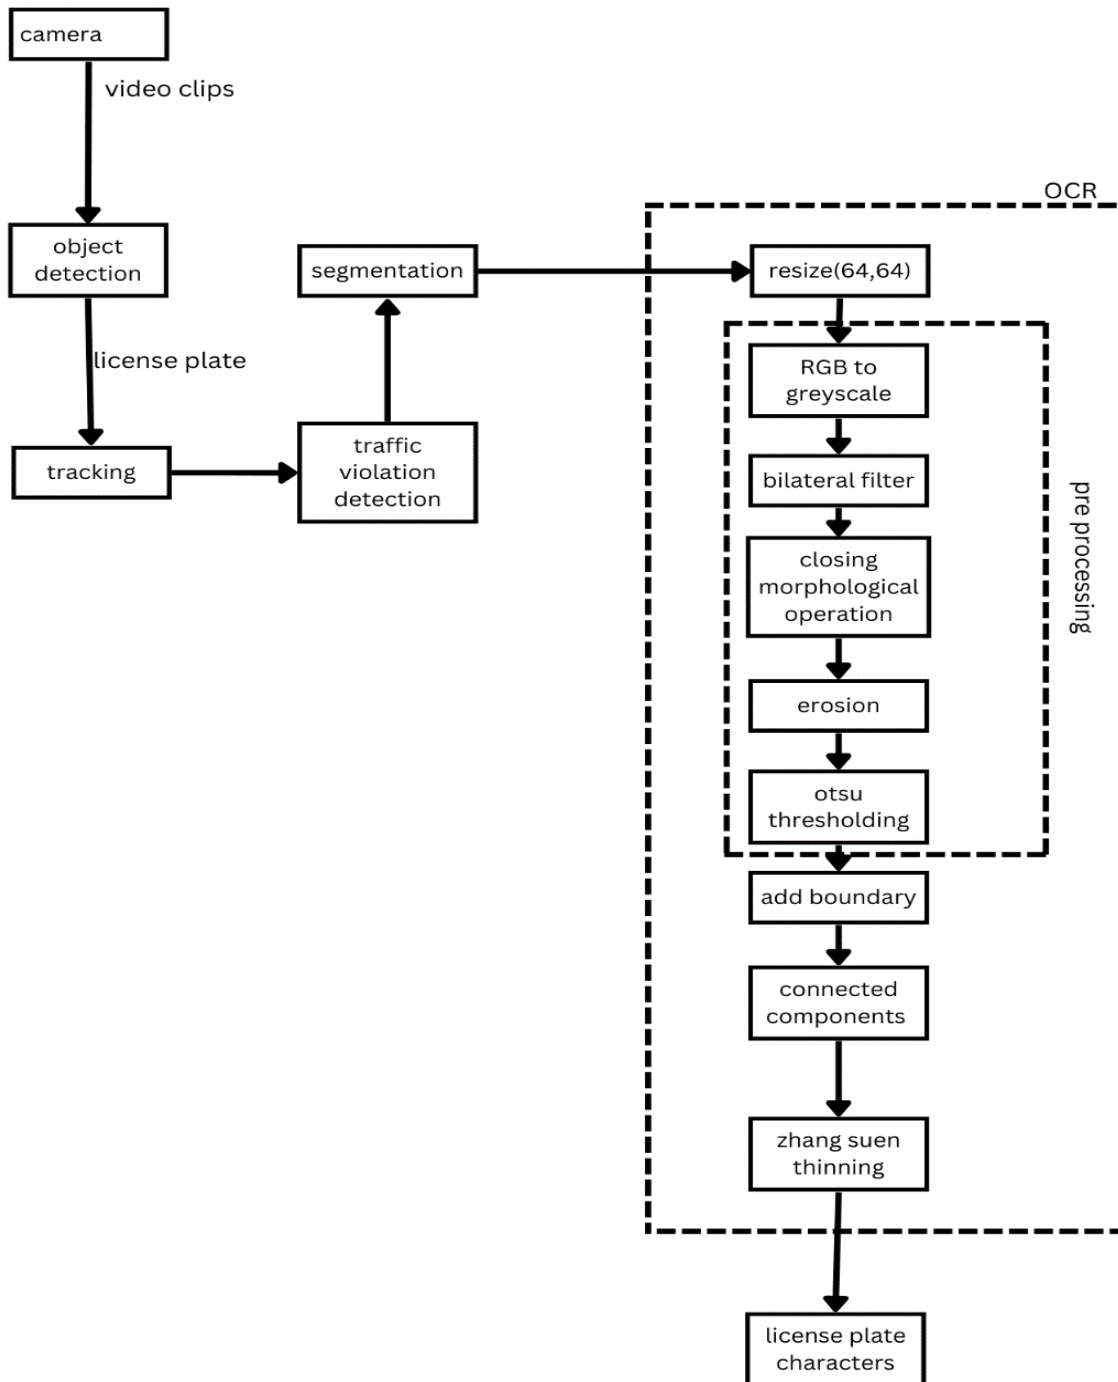 camera
video clips
object
detection
license plate
tracking
traffic
violation
detection
segmentation
OCR
resize(64,64)
RGB to
greyscale
bilateral filter
closing
morphological
operation
erosion
otsu
thresholding
pre processing
add boundary
connected
components
zhang suen
thinning
license plate
characters